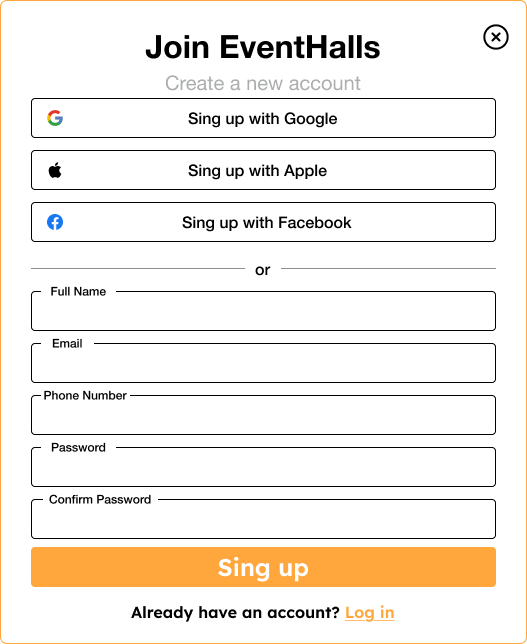 Join EventHalls
Create a new account
Sing up with Google
Sing up with Apple
Sing up with Facebook
or
Full Name
Email
Phone Number
Password
Confirm Password
Sing up
Already have an account? Log in